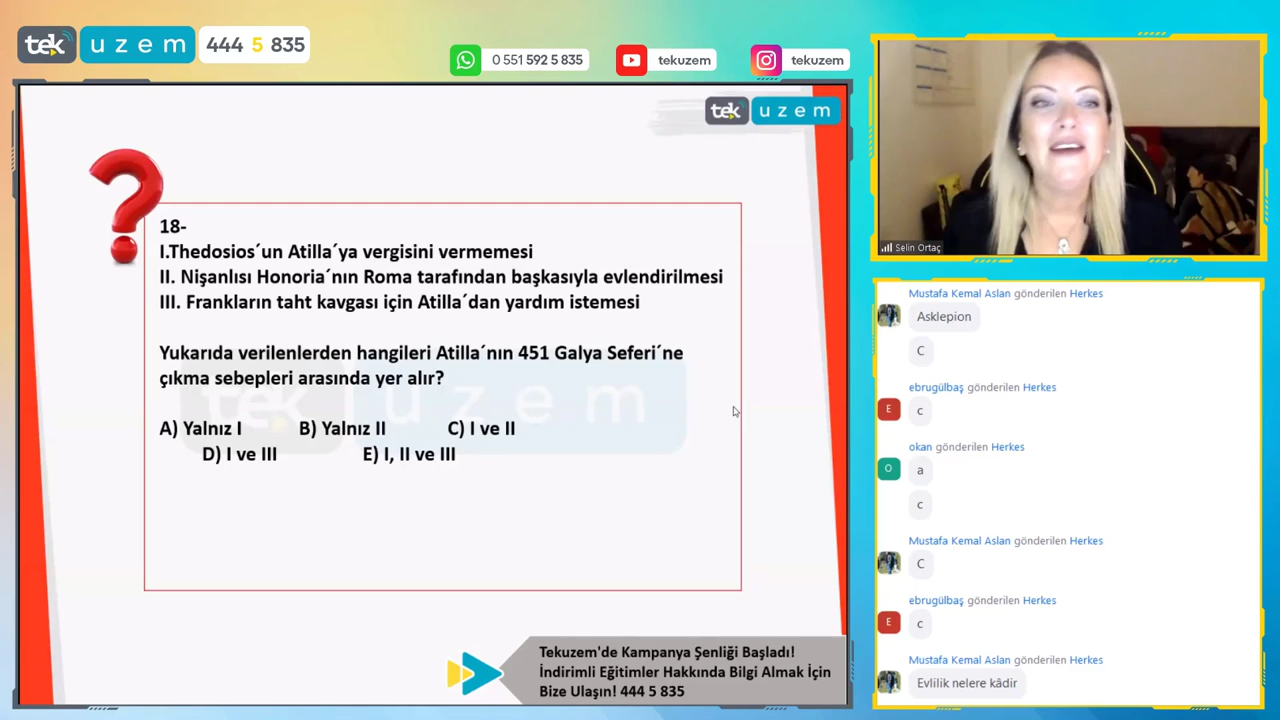 tek uzem 444 5 835
0 551 592 5 835
tekuzem
tekuzem
tek uzem
18-
I.Thedosios´un Atilla´ya vergisini vermemesi
II. Nişanlısı Honoria´nın Roma tarafından başkasıyla evlendirilmesi
III. Frankların taht kavgası için Atilla´dan yardım istemesi
Yukarıda verilenlerden hangileri Atilla´nın 451 Galya Seferi´ne
çıkma sebepleri arasında yer alır?
tek uzem
A) Yalnız I B) Yalnız II C) I ve II
D) I ve III E) I, II ve III
Tekuzem'de Kampanya Şenliği Başladı!
İndirimli Eğitimler Hakkında Bilgi Almak İçin
Bize Ulaşın! 444 5 835
Selin Ortaç
Mustafa Kemal Aslan gönderilen Herkes
Asklepion
C
ebrugülbaş gönderilen Herkes
E
c
okan gönderilen Herkes
O
a
c
Mustafa Kemal Aslan gönderilen Herkes
C
ebrugülbaş gönderilen Herkes
E
c
Mustafa Kemal Aslan gönderilen Herkes
Evlilik nelere kâdir